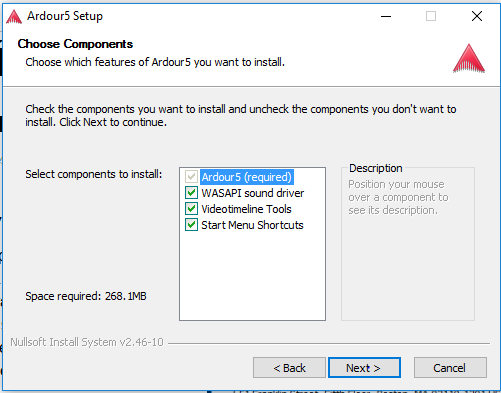 Ardour5 Setup
Choose Components
Choose which features of Ardour5 you want to install.
Check the components you want to install and uncheck the components you don't want to
install. Click Next to continue.
Select components to install:
Ardour5 (required)
WASAPI sound driver
Videotimeline Tools
Start Menu Shortcuts
Description
Position your mouse
over a component to
see its description.
Space required: 268.1MB
Nullsoft Install System v2.46-10
< Back
Next >
Cancel